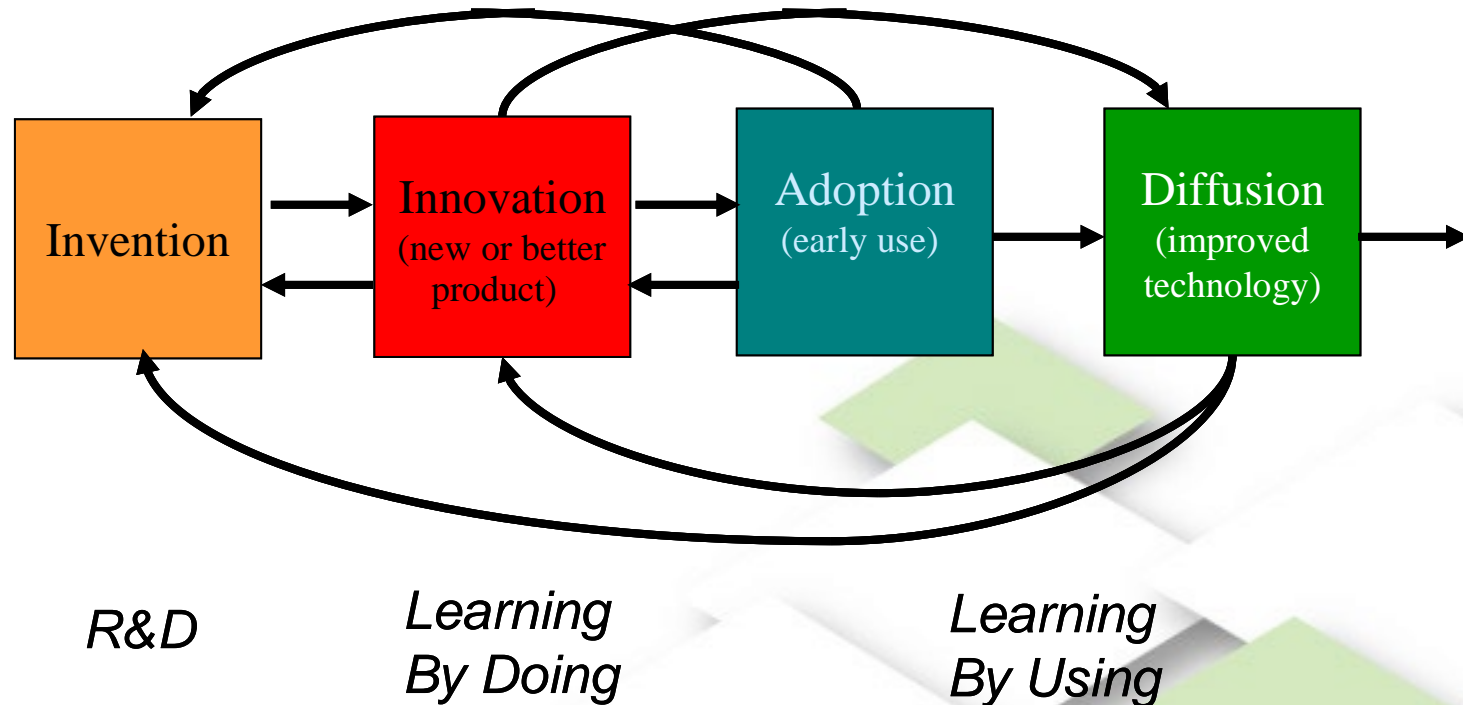 Invention
Innovation
(new or better
product)
Adoption
(early use)
Diffusion
(improved
technology)
R&D
Learning
By Doing
Learning
By Using